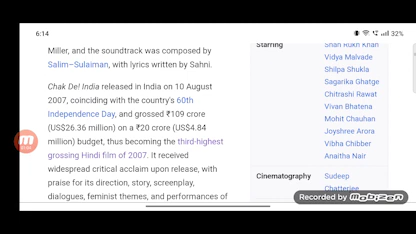 6:14
32%
Miller, and the soundtrack was composed by
Salim–Sulaiman, with lyrics written by Sahni.
Chak De! India released in India on 10 August
2007, coinciding with the country's 60th
Independence Day, and grossed ₹109 crore
(US$26.36 million) on a ₹20 crore (US$4.84
million) budget, thus becoming the third-highest
grossing Hindi film of 2007. It received
widespread critical acclaim upon release, with
praise for its direction, story, screenplay,
dialogues, feminist themes, and performances of
Starring
Shah Rukh Khan
Vidya Malvade
Shilpa Shukla
Sagarika Ghatge
Chitrashi Rawat
Vivan Bhatena
Mohit Chauhan
Joyshree Arora
Vibha Chibber
Anaitha Nair
Cinematography
Sudeep
Chatterjee
Recorded by Mobizen